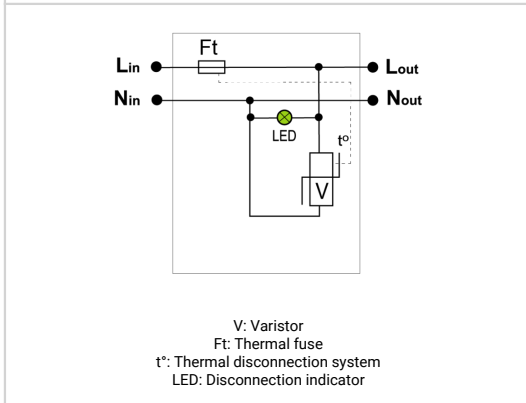 Ft
Lin
Lout
Nin
Nout
LED
t°
V
V: Varistor
Ft: Thermal fuse
t°: Thermal disconnection system
LED: Disconnection indicator